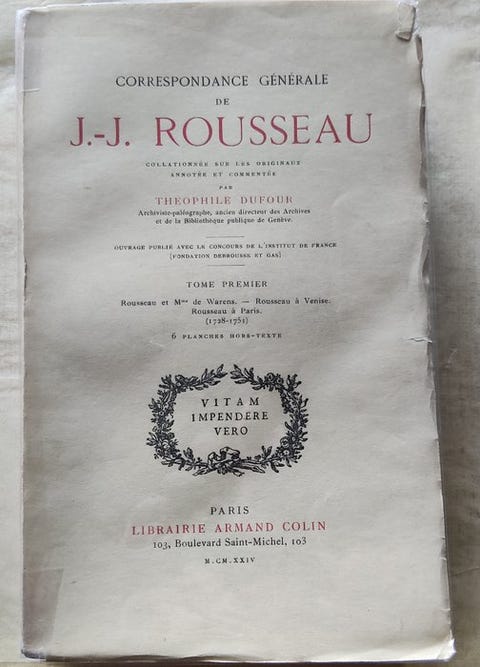 CORRESPONDANCE GÉNÉRALE
DE
J.-J. ROUSSEAU
COLLATIONNÉE SUR LES ORIGINAUX
ANNOTÉE ET COMMENTÉE
PAR
THEOPHILE DUFOUR
Archiviste-paléographe, ancien directeur des Archives
et de la Bibliothèque publique de Genève.
OUVRAGE PUBLIÉ AVEC LE CONCOURS DE L'INSTITUT DE FRANCE
(FONDATION DEBROUSSE ET GAS)
TOME PREMIER
Rousseau et Mme de Warens. — Rousseau à Venise.
Rousseau à Paris.
(1728-1751)
6 PLANCHES HORS-TEXTE
VITAM
IMPENDERE
VERO
PARIS
LIBRAIRIE ARMAND COLIN
103, Boulevard Saint-Michel, 103
M.CM.XXIV